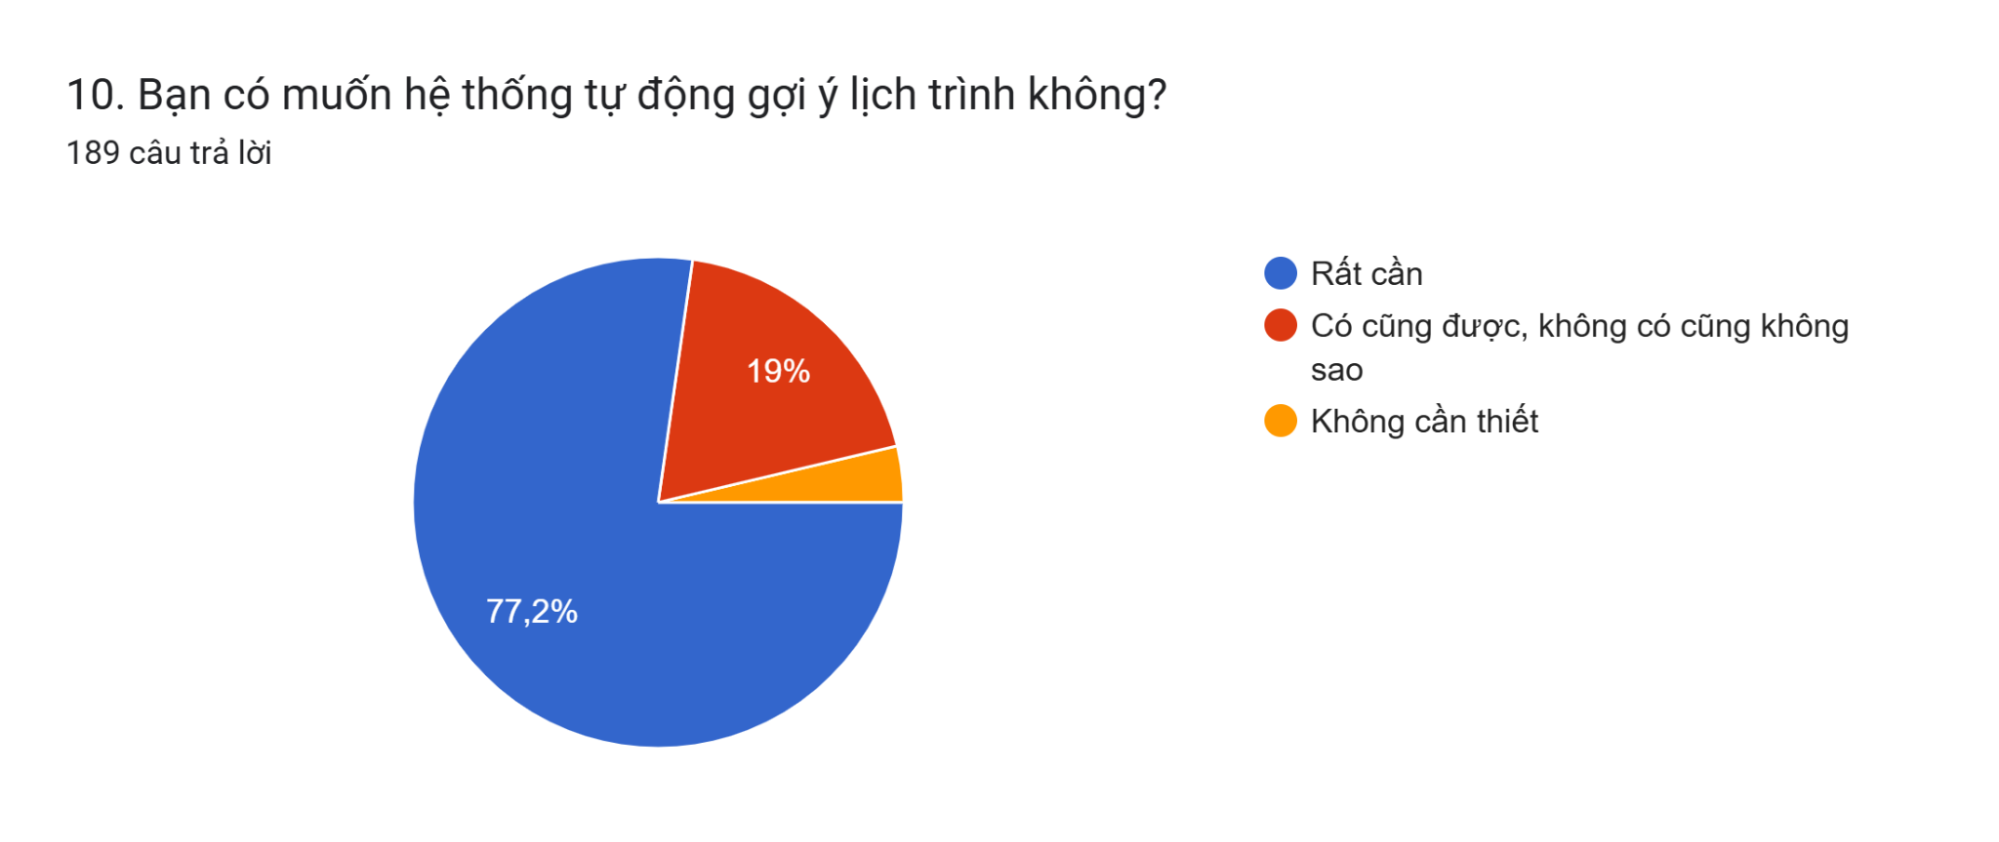 10. Bạn có muốn hệ thống tự động gợi ý lịch trình không?
189 câu trả lời
19%
77,2%
Rất cần
Có cũng được, không có cũng không
sao
Không cần thiết